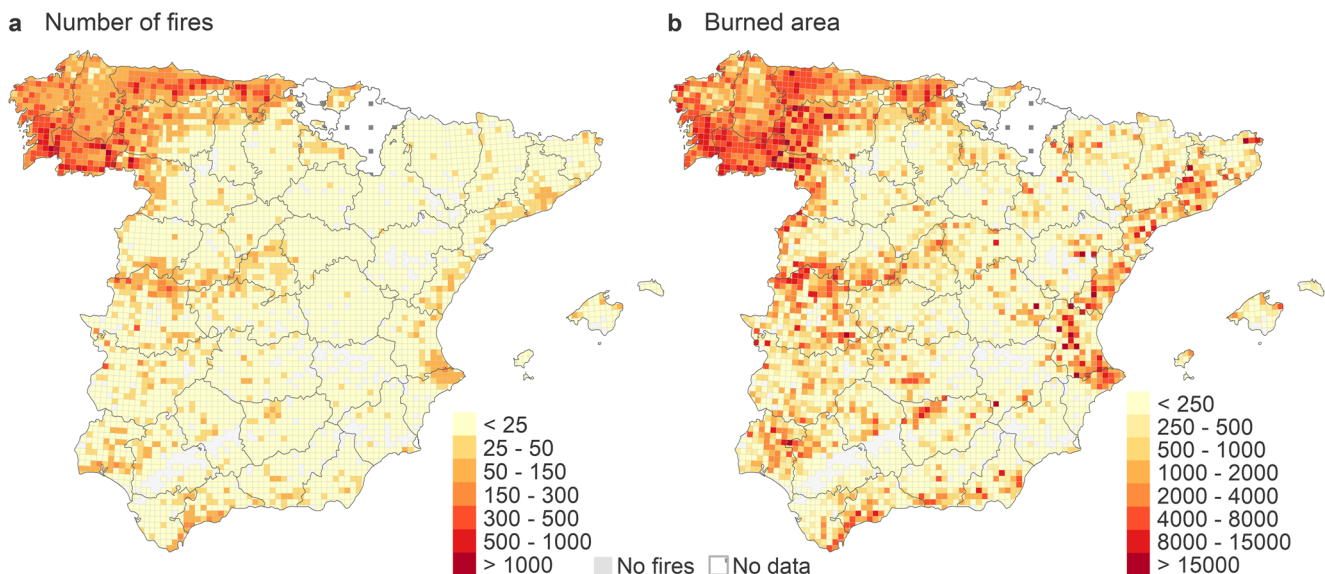 a Number of fires
b Burned area
< 25
25 - 50
50 - 150
150 - 300
300 - 500
500 - 1000
> 1000
No fires
No data
< 250
250 - 500
500 - 1000
1000 - 2000
2000 - 4000
4000 - 8000
8000 - 15000
> 15000